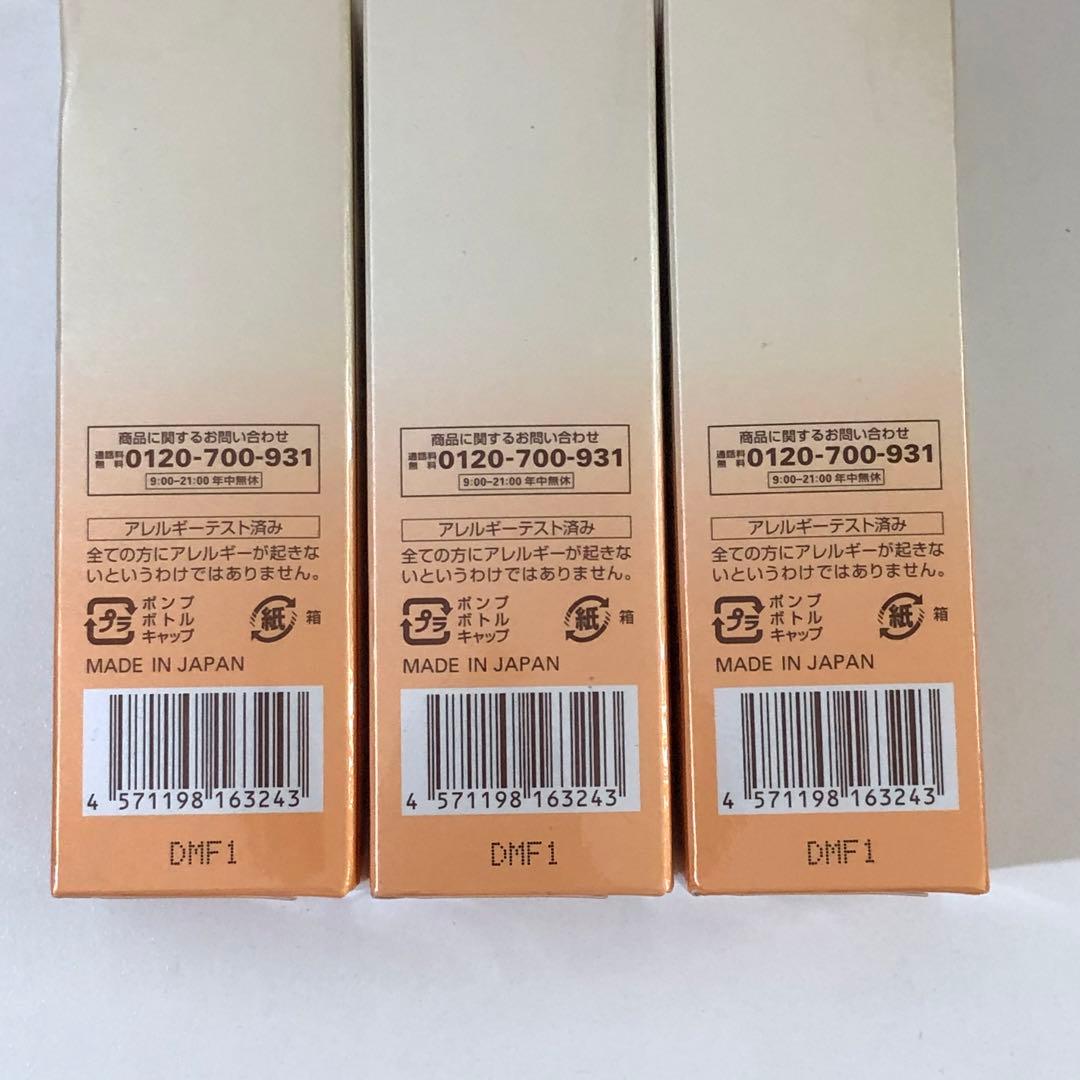 商品に関するお問い合わせ
通話料無料 0120-700-931
9:00-21:00 年中無休
アレルギーテスト済み
全ての方にアレルギーが起きな
いというわけではありません。
プラ ポンプ
ボトル
キャップ
紙 箱
MADE IN JAPAN
4 571198 163243
DMF1
商品に関するお問い合わせ
通話料無料 0120-700-931
9:00-21:00 年中無休
アレルギーテスト済み
全ての方にアレルギーが起きな
いというわけではありません。
プラ ポンプ
ボトル
キャップ
紙 箱
MADE IN JAPAN
4 571198 163243
DMF1
商品に関するお問い合わせ
通話料無料 0120-700-931
9:00-21:00 年中無休
アレルギーテスト済み
全ての方にアレルギーが起きな
いというわけではありません。
プラ ポンプ
ボトル
キャップ
紙 箱
MADE IN JAPAN
4 571198 163243
DMF1